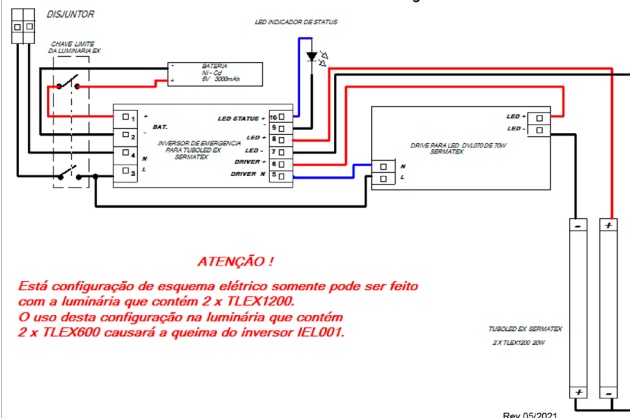 DISJUNTOR
LED INDICADOR DE STATUS
CHAVE LIMITE
DA LUMINARIA EX
- BATERIA
Ni - Cd
+ 6V 3000mAh
1 +
BAT.
2 -
4 N
3 L
INVERSOR DE EMERGENCIA
PARA TUBOLED EX
SERMATEX
LED STATUS + 10
- 9
LED + 8
LED - 7
DRIVER + 6
DRIVER N 5
LED +
LED -
DRIVE PARA LED DVL070 DE 70W
SERMATEX
N
L
- +
ATENÇÃO !
Está configuração de esquema elétrico somente pode ser feito
com a luminária que contém 2 x TLEX1200.
O uso desta configuração na luminária que contém
2 x TLEX600 causará a queima do inversor IEL001.
TUBOLED EX SERMATEX
2 X TLEX1200 20W
+ -
Rev 05/2021